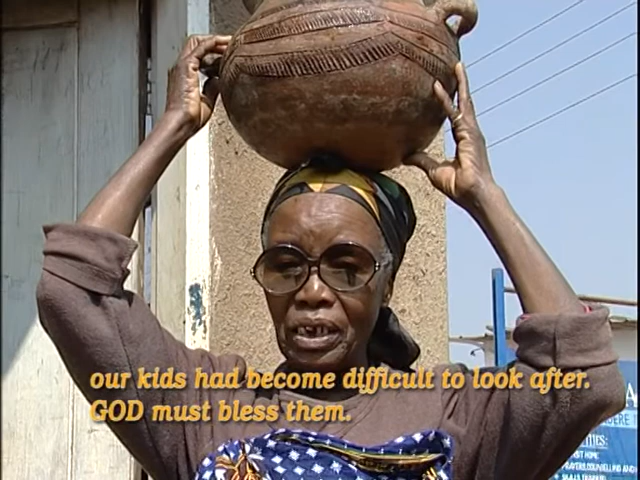 our kids had become difficult to look after.
GOD must bless them.